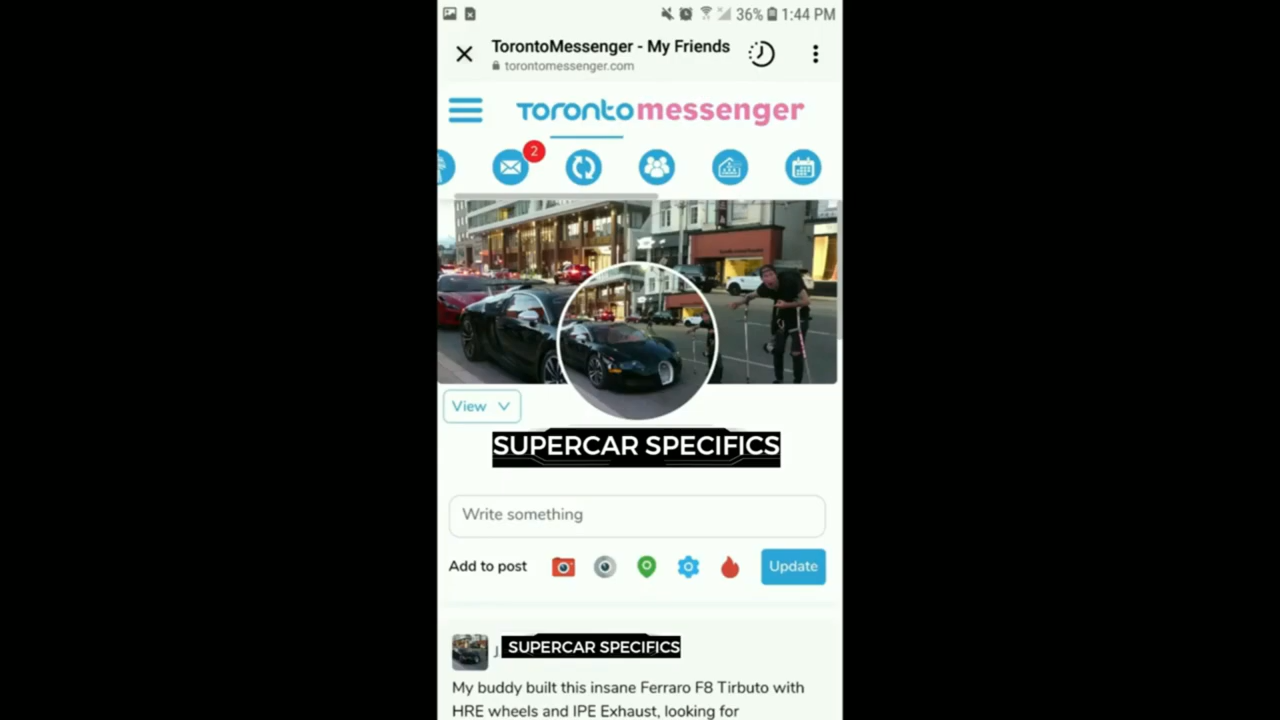 36% 1:44 PM
TorontoMessenger - My Friends
torontomessenger.com
Torontomessenger
2
View
SUPERCAR SPECIFICS
Write something
Add to post
Update
J SUPERCAR SPECIFICS
My buddy built this insane Ferraro F8 Tirbuto with
HRE wheels and IPE Exhaust, looking for